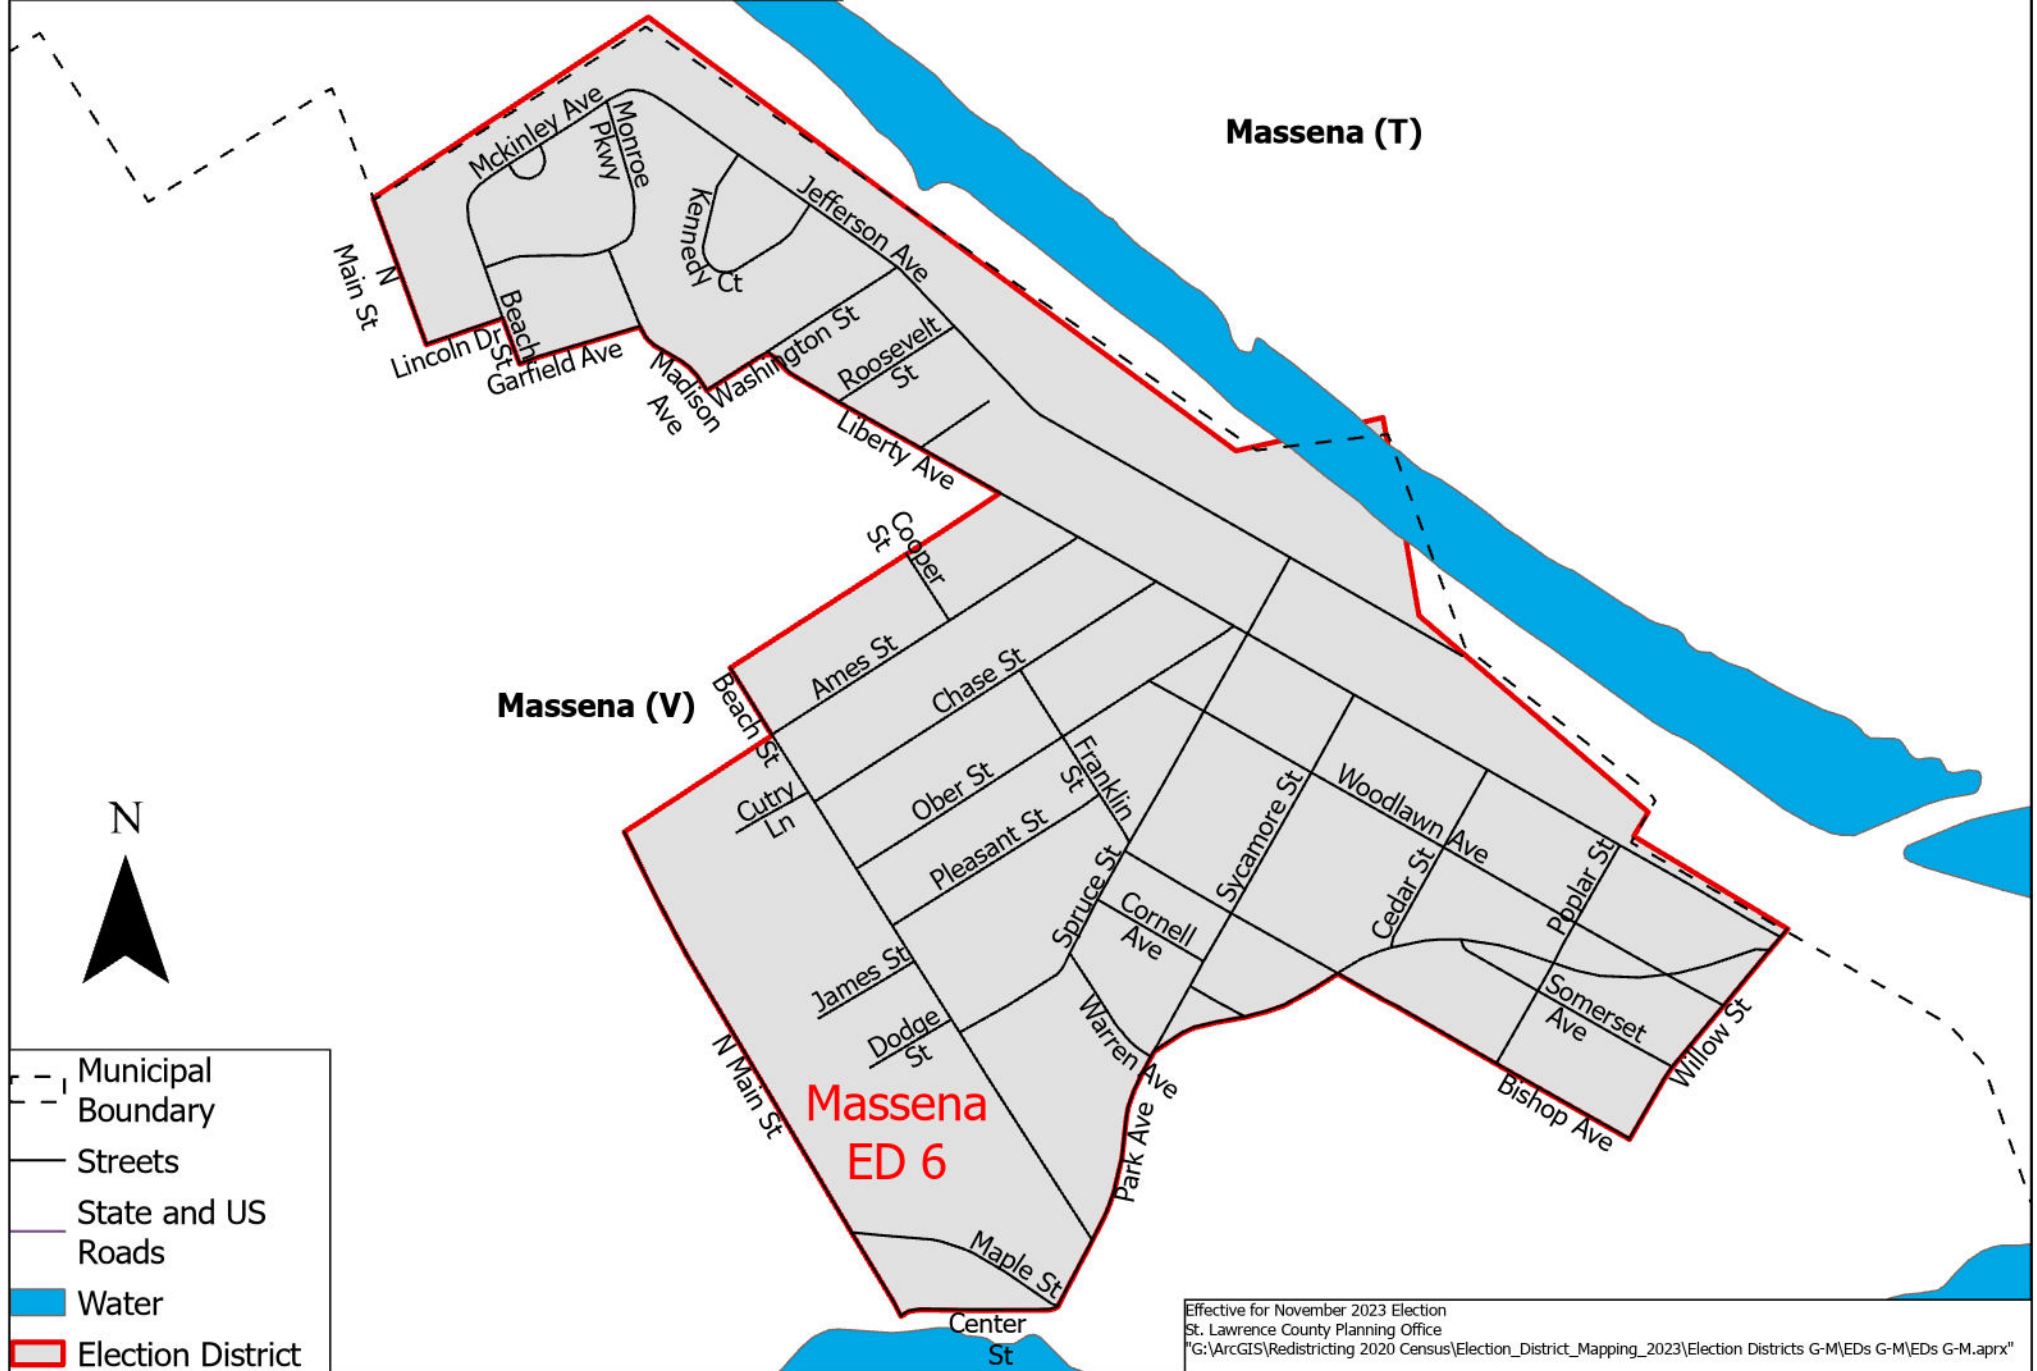 Massena (T)
Mckinley Ave
Monroe
Pkwy
Kennedy
Ct
Jefferson Ave
N
Main St
Lincoln Dr
Beach
St
Garfield Ave
Madison
Ave
Washington St
Roosevelt
St
Liberty Ave
Cooper
St
Ames St
Massena (V)
Beach St
Chase St
Cutry
Ln
Ober St
Franklin
St
Pleasant St
Spruce St
Sycamore St
Woodlawn Ave
Cedar St
Poplar St
Cornell
Ave
James St
Dodge
St
Warren Ave
Somerset
Ave
Willow St
Bishop Ave
N Main St
Massena
ED 6
Park Ave
Maple St
Center
St
N
Municipal
Boundary
Streets
State and US
Roads
Water
Election District
Effective for November 2023 Election
St. Lawrence County Planning Office
"G:\ArcGIS\Redistricting 2020 Census\Election_District_Mapping_2023\Election Districts G-M\EDs G-M\EDs G-M.aprx"